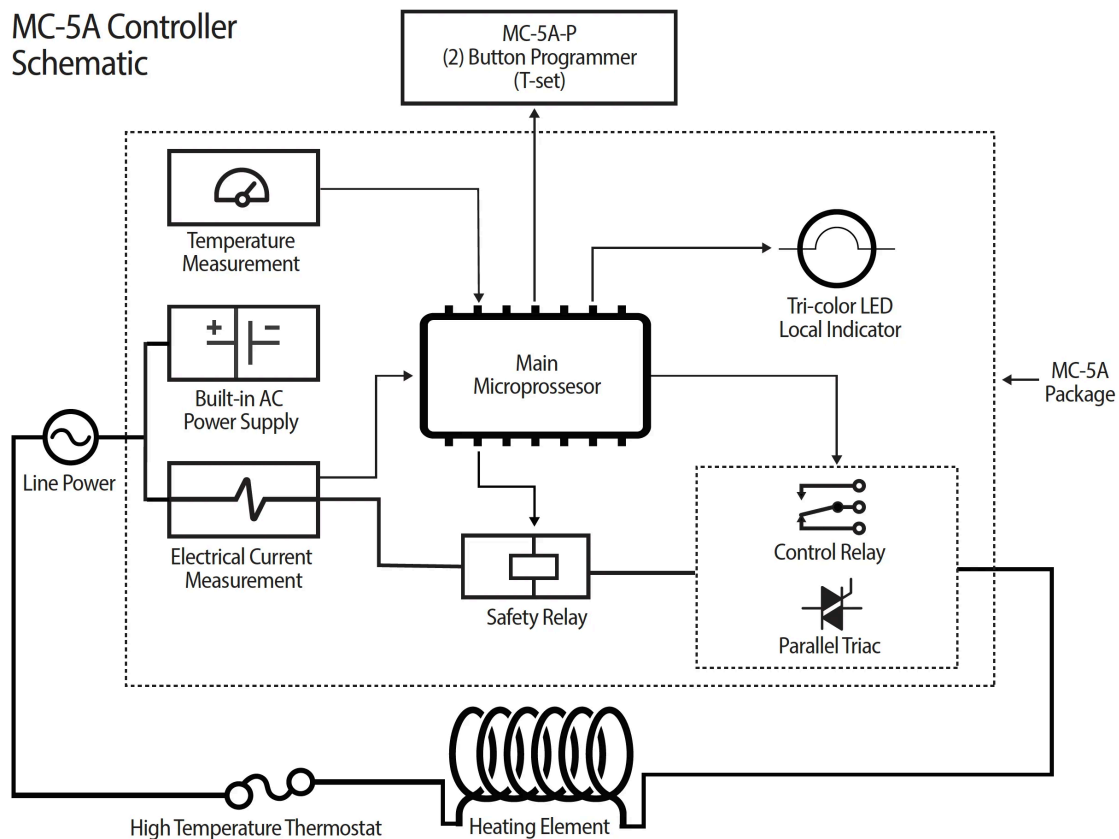 MC-5A Controller
Schematic
MC-5A-P
(2) Button Programmer
(T-set)
Temperature
Measurement
Tri-color LED
Local Indicator
+ −
Built-in AC
Power Supply
Main
Microprossesor
MC-5A
Package
Line Power
Electrical Current
Measurement
Safety Relay
Control Relay
Parallel Triac
High Temperature Thermostat
Heating Element